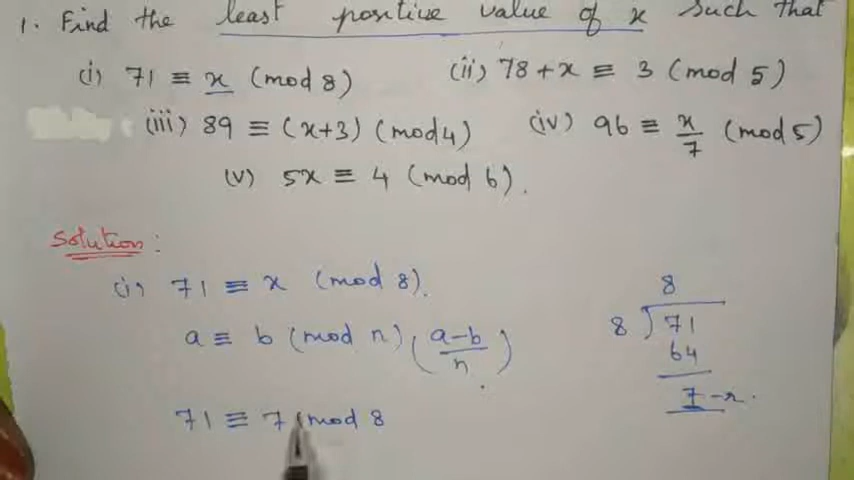 1. Find the least positive value of x such that
(i) 71 ≡ x (mod 8) (ii) 78 + x ≡ 3 (mod 5)
(iii) 89 ≡ (x+3) (mod 4) (iv) 96 ≡ x/7 (mod 5)
(v) 5x ≡ 4 (mod 6).
Solution:
(i) 71 ≡ x (mod 8).
a ≡ b (mod n) ( (a-b)/n ).
71 ≡ 7 (mod 8
8
8 ) 71
64
7 - r.